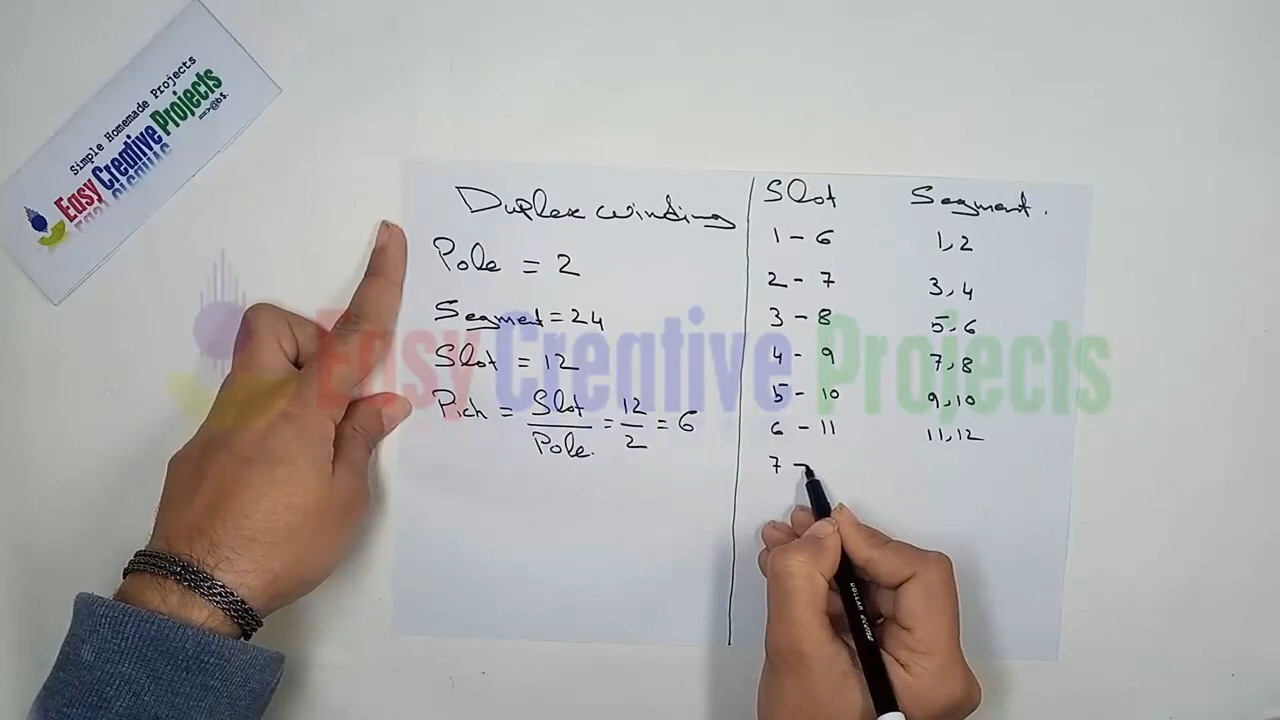 Simple Homemade Projects
Easy Creative Projects
==>@b$.
Duplex winding
Pole = 2
Segment = 24
Slot = 12
Pich = Slot / Pole. = 12 / 2 = 6
Slot Segment.
1 - 6 1,2
2 - 7 3,4
3 - 8 5,6
4 - 9 7,8
5 - 10 9,10
6 - 11 11,12
7 -
Easy Creative Projects
DOLLAR